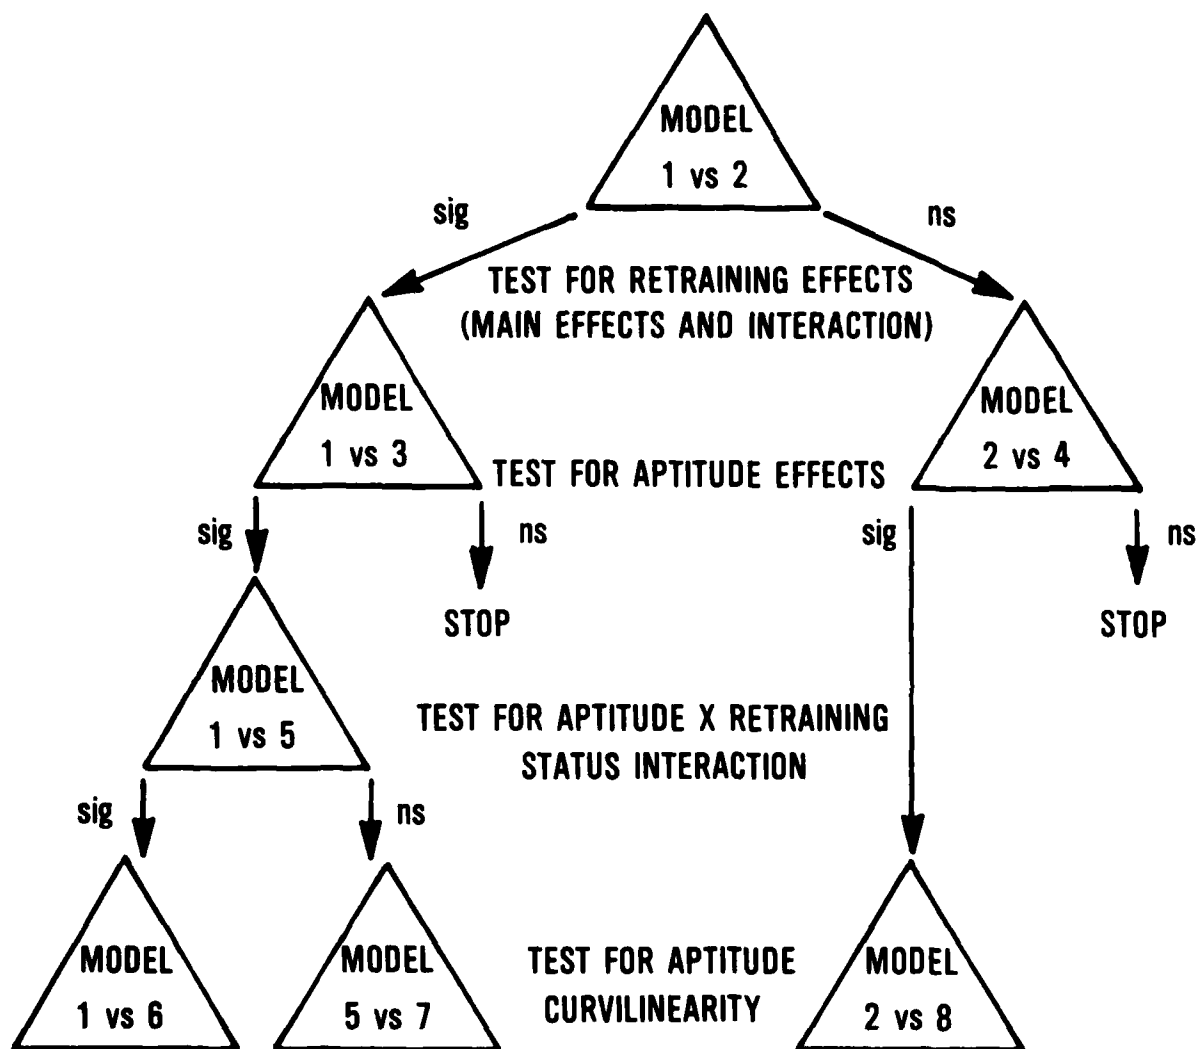 MODEL
1 vs 2
sig
ns
TEST FOR RETRAINING EFFECTS
(MAIN EFFECTS AND INTERACTION)
MODEL
1 vs 3
MODEL
2 vs 4
TEST FOR APTITUDE EFFECTS
sig
ns
sig
ns
STOP
STOP
MODEL
1 vs 5
TEST FOR APTITUDE X RETRAINING
STATUS INTERACTION
sig
ns
MODEL
1 vs 6
MODEL
5 vs 7
TEST FOR APTITUDE
CURVILINEARITY
MODEL
2 vs 8